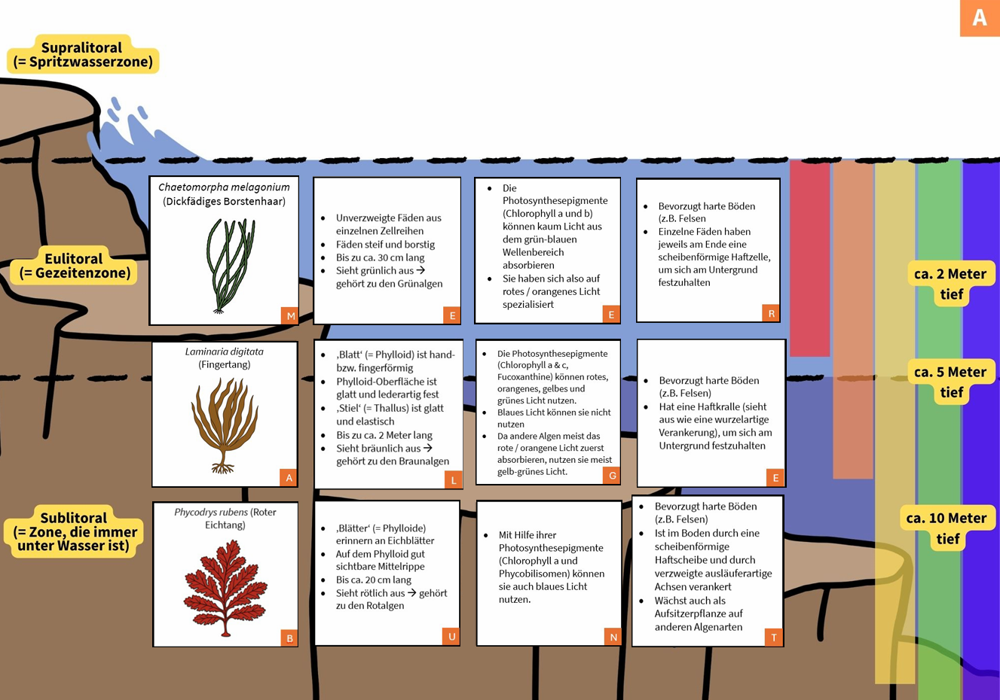 A
Supralitoral
(= Spritzwasserzone)
Eulitoral
(= Gezeitenzone)
Sublitoral
(= Zone, die immer
unter Wasser ist)
Chaetomorpha melagonium
(Dickfädiges Borstenhaar)
M
• Unverzweigte Fäden aus
einzelnen Zellreihen
• Fäden steif und borstig
• Bis zu ca. 30 cm lang
• Sieht grünlich aus →
gehört zu den Grünalgen
E
• Die
Photosynthesepigmente
(Chlorophyll a und b)
können kaum Licht aus
dem grün-blauen
Wellenbereich
absorbieren
• Sie haben sich also auf
rotes / orangenes Licht
spezialisiert
E
• Bevorzugt harte Böden
(z.B. Felsen
• Einzelne Fäden haben
jeweils am Ende eine
scheibenförmige Haftzelle,
um sich am Untergrund
festzuhalten
R
ca. 2 Meter
tief
Laminaria digitata
(Fingertang)
A
• ‚Blatt‘ (= Phylloid) ist hand-
bzw. fingerförmig
• Phylloid-Oberfläche ist
glatt und lederartig fest
• ‚Stiel‘ (= Thallus) ist glatt
und elastisch
• Bis zu ca. 2 Meter lang
• Sieht bräunlich aus →
gehört zu den Braunalgen
L
• Die Photosynthesepigmente
(Chlorophyll a & c,
Fucoxanthine) können rotes,
orangenes, gelbes und
grünes Licht nutzen.
• Blaues Licht können sie nicht
nutzen
• Da andere Algen meist das
rote / orangene Licht zuerst
absorbieren, nutzen sie meist
gelb-grünes Licht.
G
• Bevorzugt harte Böden
(z.B. Felsen)
• Hat eine Haftkralle (sieht
aus wie eine wurzelartige
Verankerung), um sich am
Untergrund festzuhalten
E
ca. 5 Meter
tief
Phycodrys rubens (Roter
Eichtang)
B
• ‚Blätter‘ (= Phylloide)
erinnern an Eichblätter
• Auf dem Phylloid gut
sichtbare Mittelrippe
• Bis ca. 20 cm lang
• Sieht rötlich aus → gehört
zu den Rotalgen
U
• Mit Hilfe ihrer
Photosynthesepigmente
(Chlorophyll a und
Phycobilisomen) können
sie auch blaues Licht
nutzen.
N
• Bevorzugt harte Böden
(z.B. Felsen)
• Ist im Boden durch eine
scheibenförmige
Haftscheibe und durch
verzweigte ausläuferartige
Achsen verankert
• Wächst auch als
Aufsitzerpflanze auf
anderen Algenarten
T
ca. 10 Meter
tief